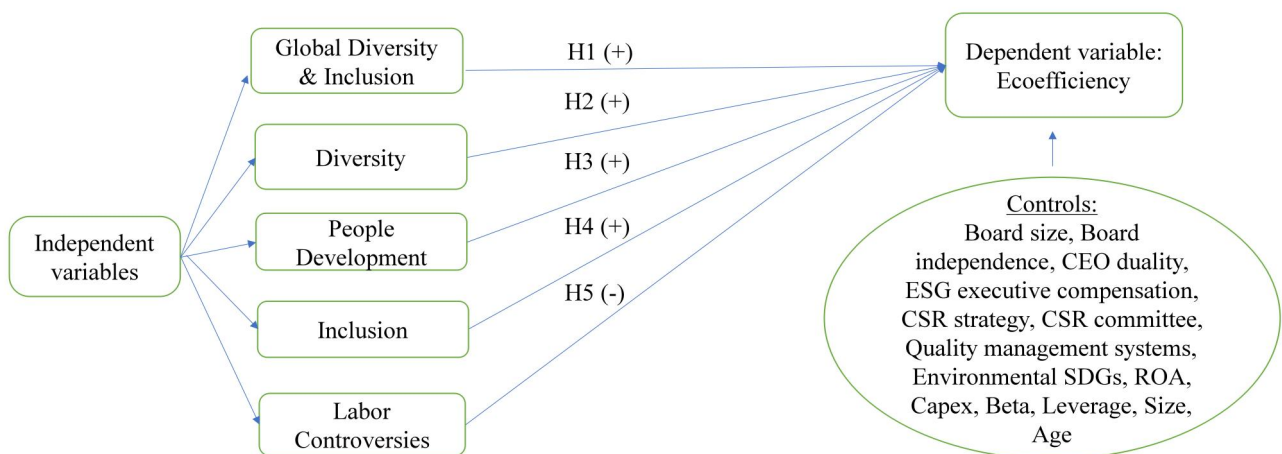 Independent
variables
Global Diversity
& Inclusion
Diversity
People
Development
Inclusion
Labor
Controversies
H1 (+)
H2 (+)
H3 (+)
H4 (+)
H5 (-)
Dependent variable:
Ecoefficiency
Controls:
Board size, Board
independence, CEO duality,
ESG executive compensation,
CSR strategy, CSR committee,
Quality management systems,
Environmental SDGs, ROA,
Capex, Beta, Leverage, Size,
Age